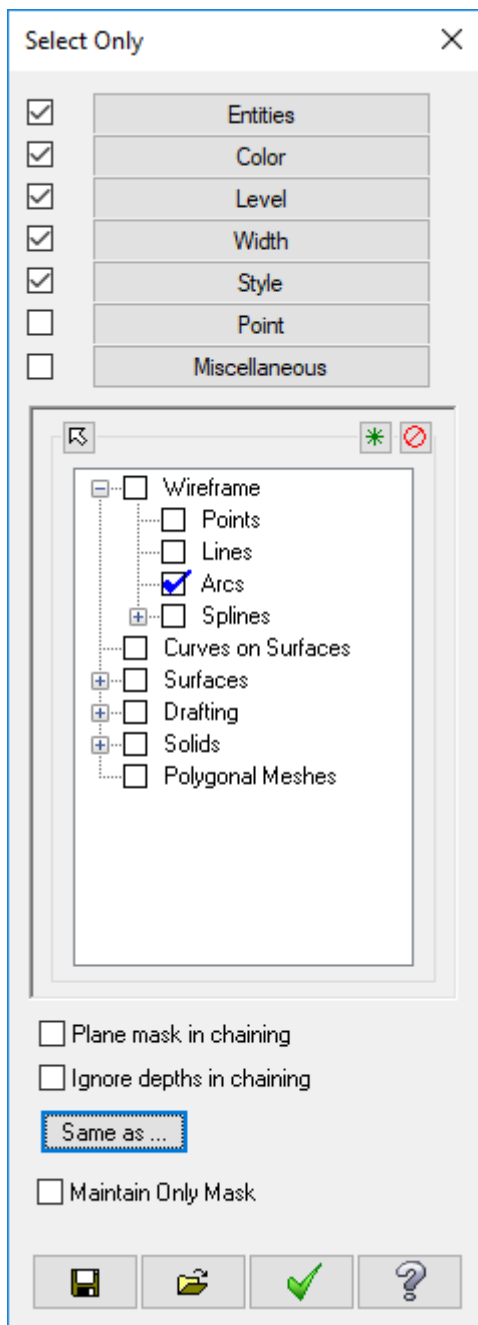 Select Only
Entities
Color
Level
Width
Style
Point
Miscellaneous
Wireframe
Points
Lines
Arcs
Splines
Curves on Surfaces
Surfaces
Drafting
Solids
Polygonal Meshes
Plane mask in chaining
Ignore depths in chaining
Same as ...
Maintain Only Mask